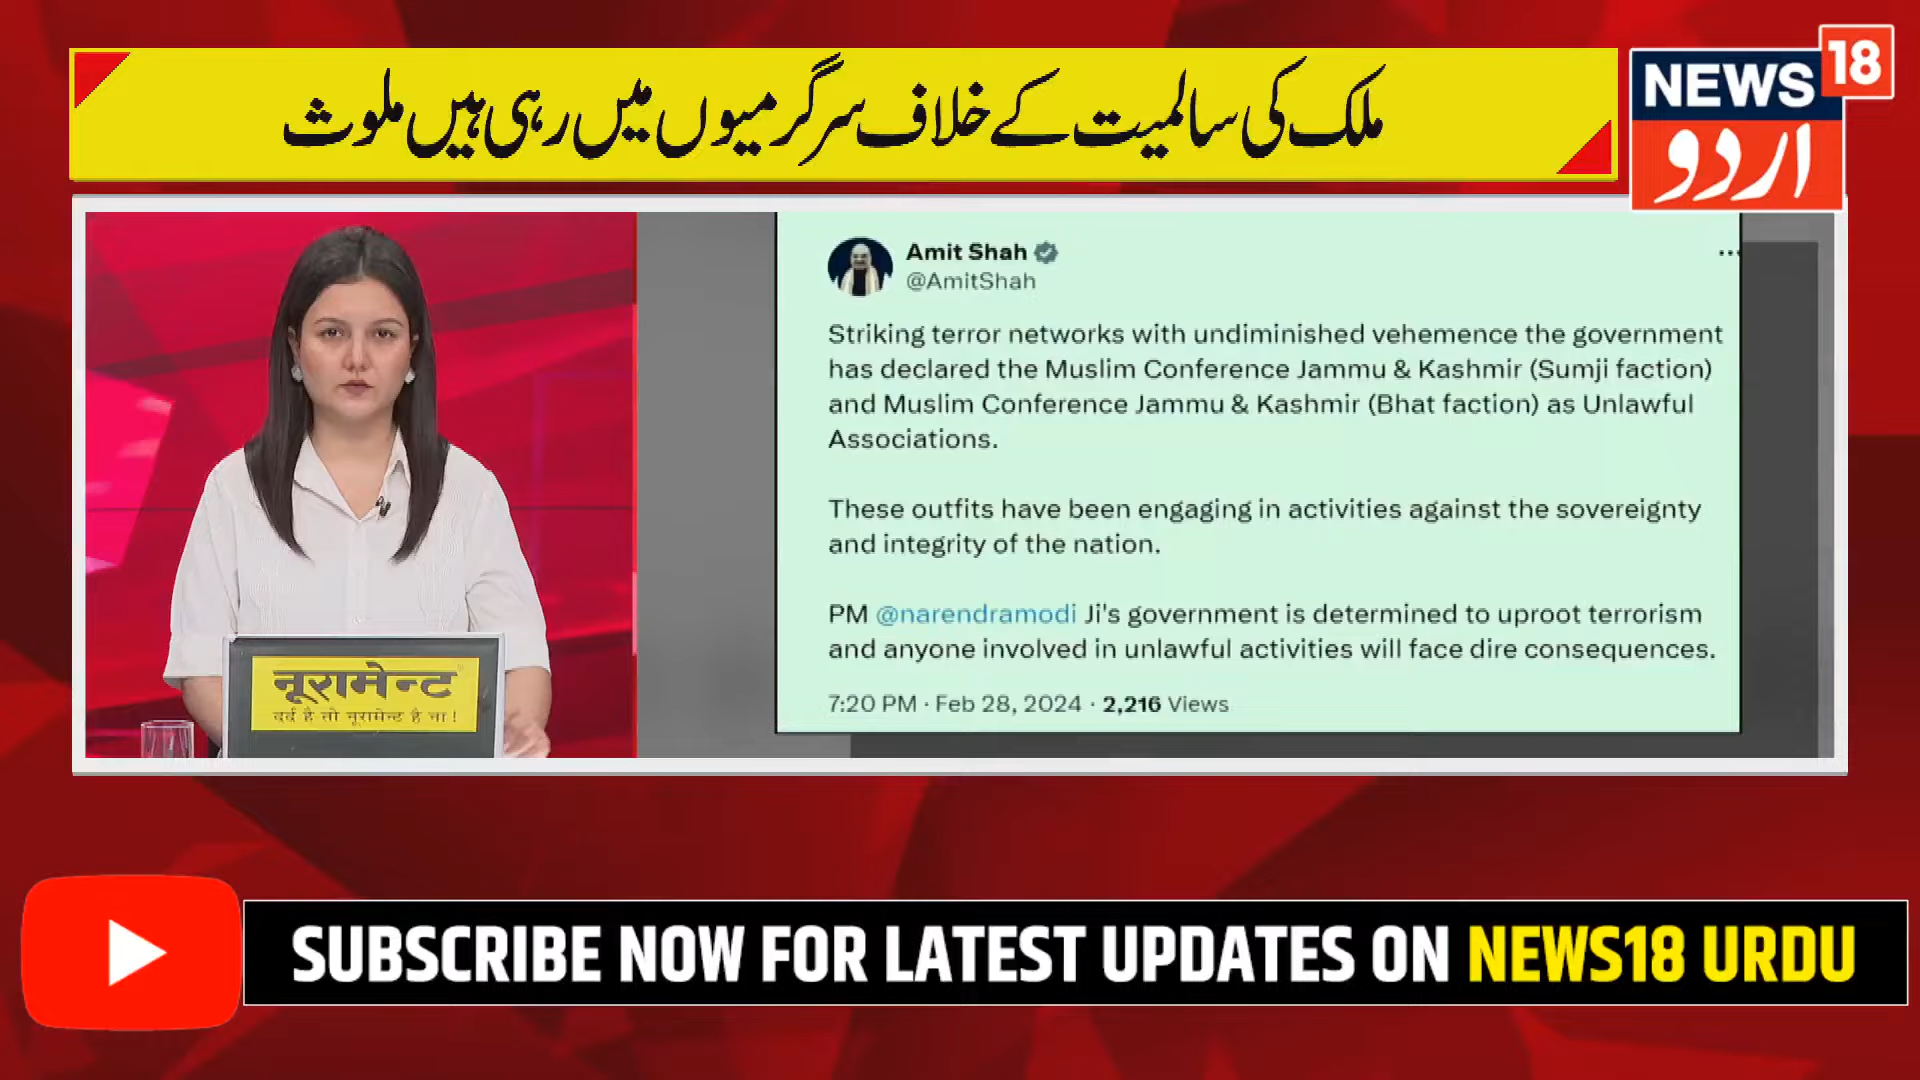 ملک کی سالمیت کے خلاف سرگرمیوں میں رہی ہیں ملوث
NEWS 18
اردو
Amit Shah
@AmitShah
Striking terror networks with undiminished vehemence the government
has declared the Muslim Conference Jammu & Kashmir (Sumji faction)
and Muslim Conference Jammu & Kashmir (Bhat faction) as Unlawful
Associations.
These outfits have been engaging in activities against the sovereignty
and integrity of the nation.
PM @narendramodi Ji's government is determined to uproot terrorism
and anyone involved in unlawful activities will face dire consequences.
7:20 PM · Feb 28, 2024 · 2,216 Views
नूरामेन्ट
दर्द है तो नूरामेन्ट है ना !
SUBSCRIBE NOW FOR LATEST UPDATES ON NEWS18 URDU